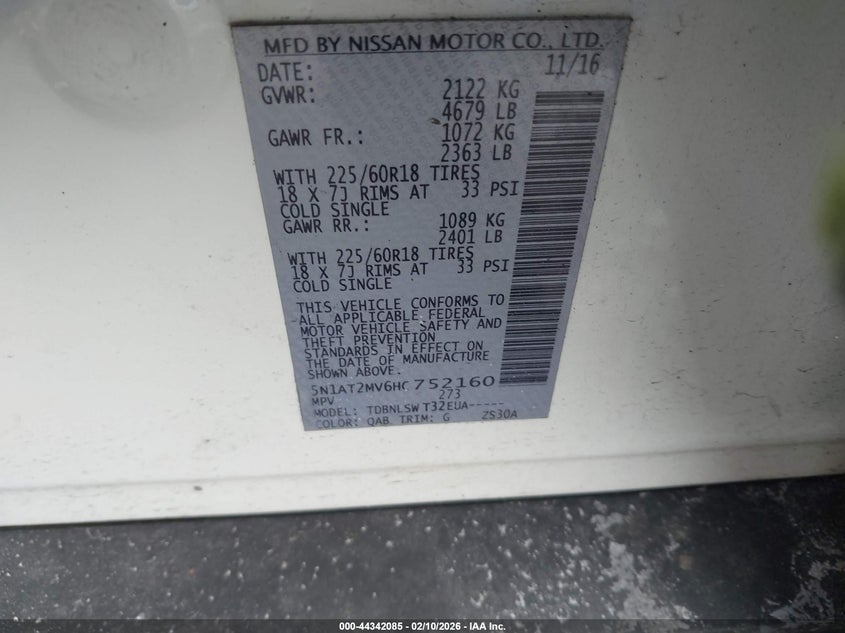 MFD BY NISSAN MOTOR CO., LTD.
DATE: 11/16
GVWR: 2122 KG
4679 LB
GAWR FR.: 1072 KG
2363 LB
WITH 225/60R18 TIRES
18 X 7J RIMS AT 33 PSI
COLD SINGLE
GAWR RR.: 1089 KG
2401 LB
WITH 225/60R18 TIRES
18 X 7J RIMS AT 33 PSI
COLD SINGLE
THIS VEHICLE CONFORMS TO
ALL APPLICABLE FEDERAL
MOTOR VEHICLE SAFETY AND
THEFT PREVENTION
STANDARDS IN EFFECT ON
THE DATE OF MANUFACTURE
SHOWN ABOVE.
5N1AT2MV6HC752160
MPV 273
MODEL: TDBNLSW T32EUA-----
COLOR: QAB TRIM: G ZS30A
000-44342085 - 02/10/2026 - IAA Inc.